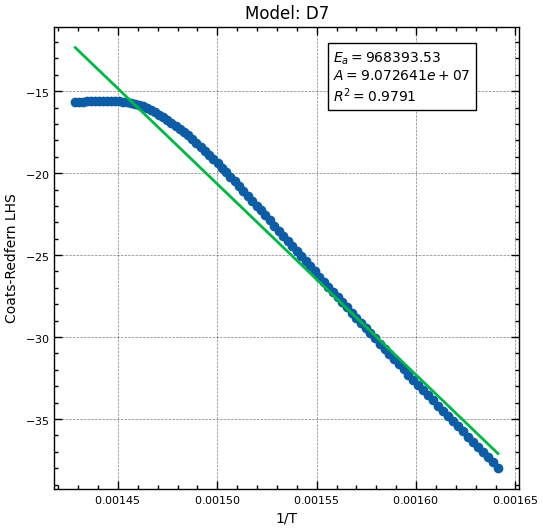 Model: D7
E_a = 968393.53
A = 9.072641e + 07
R² = 0.9791
−15
−20
−25
−30
−35
Coats-Redfern LHS
0.00145
0.00150
0.00155
0.00160
0.00165
1/T